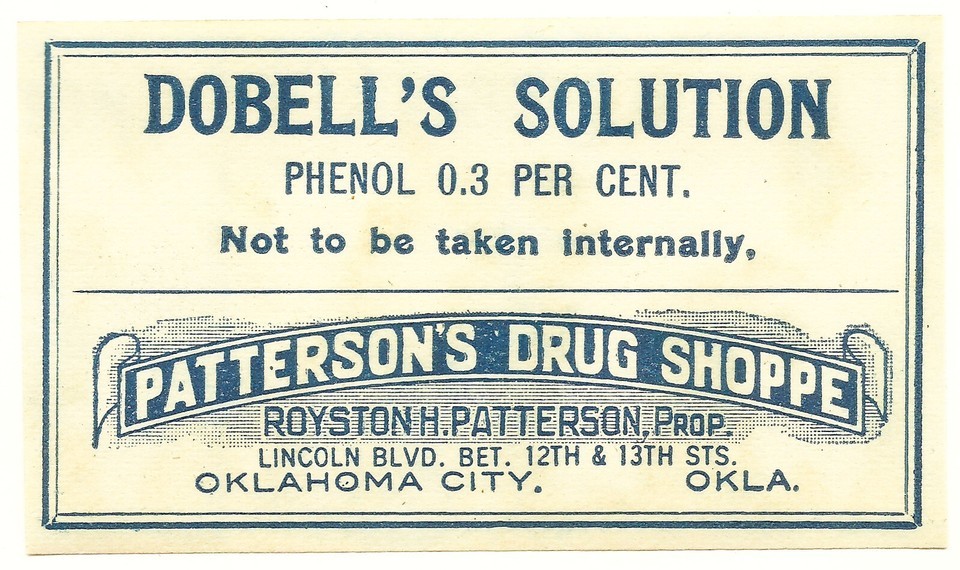 DOBELL'S SOLUTION
PHENOL 0.3 PER CENT.
Not to be taken internally.
PATTERSON'S DRUG SHOPPE
ROYSTON H. PATTERSON, PROP.
LINCOLN BLVD. BET. 12TH & 13TH STS.
OKLAHOMA CITY. OKLA.